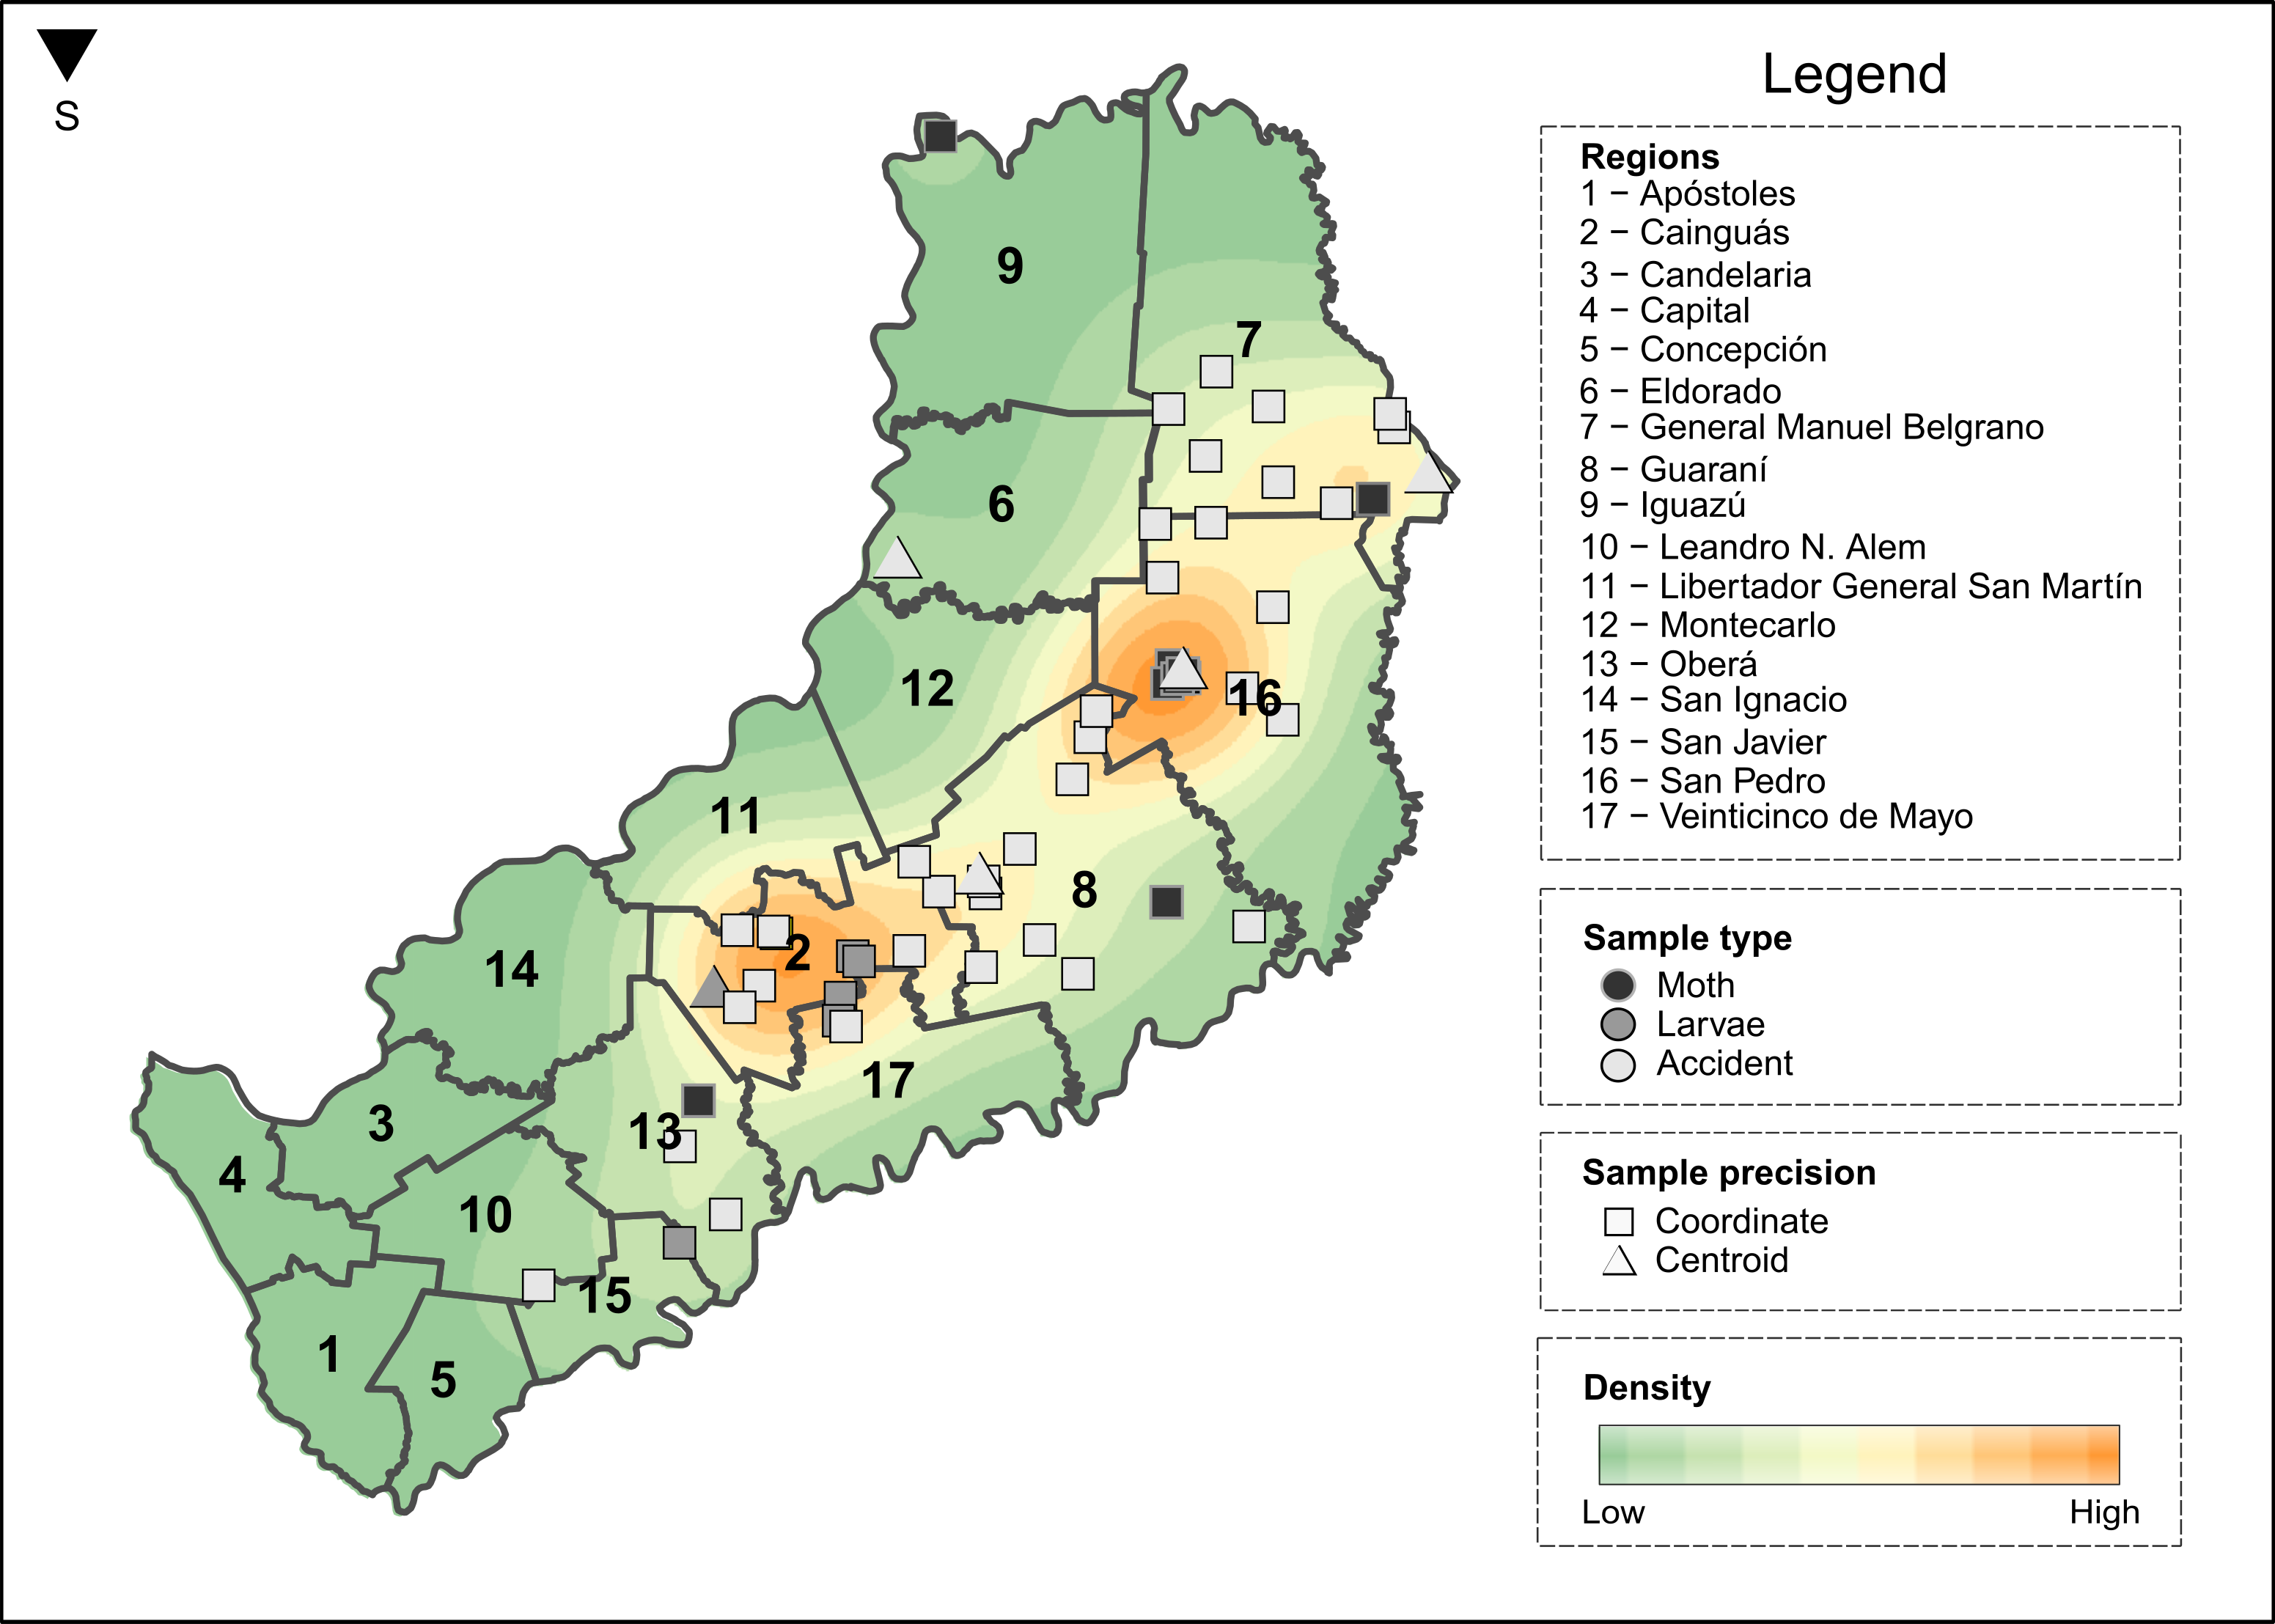 S
Legend
Regions
1 – Apóstoles
2 – Cainguás
3 – Candelaria
4 – Capital
5 – Concepción
6 – Eldorado
7 – General Manuel Belgrano
8 – Guaraní
9 – Iguazú
10 – Leandro N. Alem
11 – Libertador General San Martín
12 – Montecarlo
13 – Oberá
14 – San Ignacio
15 – San Javier
16 – San Pedro
17 – Veinticinco de Mayo
Sample type
Moth
Larvae
Accident
Sample precision
Coordinate
Centroid
Density
Low High
9
7
6
12
16
11
8
2
14
17
3
13
4
10
15
1
5